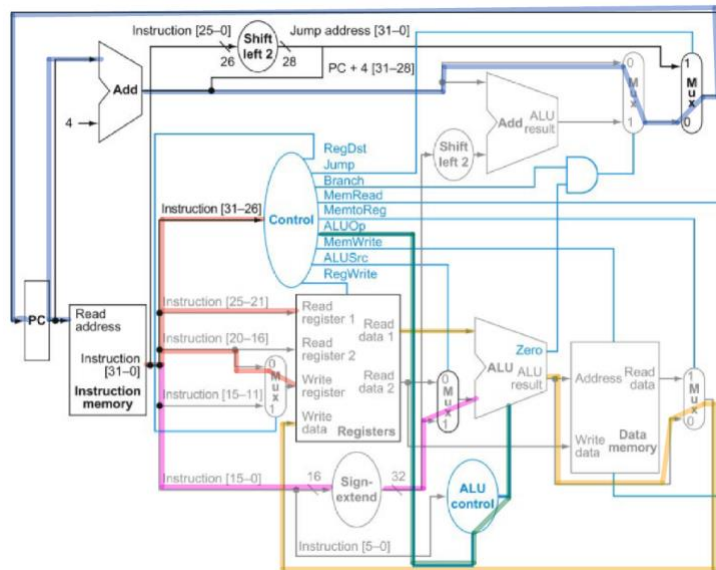 Instruction [25–0]
Jump address [31–0]
Shift
left 2
26
28
PC + 4 [31–28]
Add
4
0
M
u
x
1
1
M
u
x
0
Add
ALU
result
Shift
left 2
RegDst
Jump
Branch
MemRead
MemtoReg
ALUOp
MemWrite
ALUSrc
RegWrite
Instruction [31–26]
Control
PC
Read
address
Instruction
[31–0]
Instruction
memory
Instruction [25–21]
Instruction [20–16]
Instruction [15–11]
0
M
u
x
1
Read
register 1
Read
register 2
Write
register
Write
data
Read
data 1
Read
data 2
Registers
0
M
u
x
1
Zero
ALU
ALU
result
Address
Read
data
Write
data
Data
memory
1
M
u
x
0
Instruction [15–0]
16
Sign-
extend
32
ALU
control
Instruction [5–0]